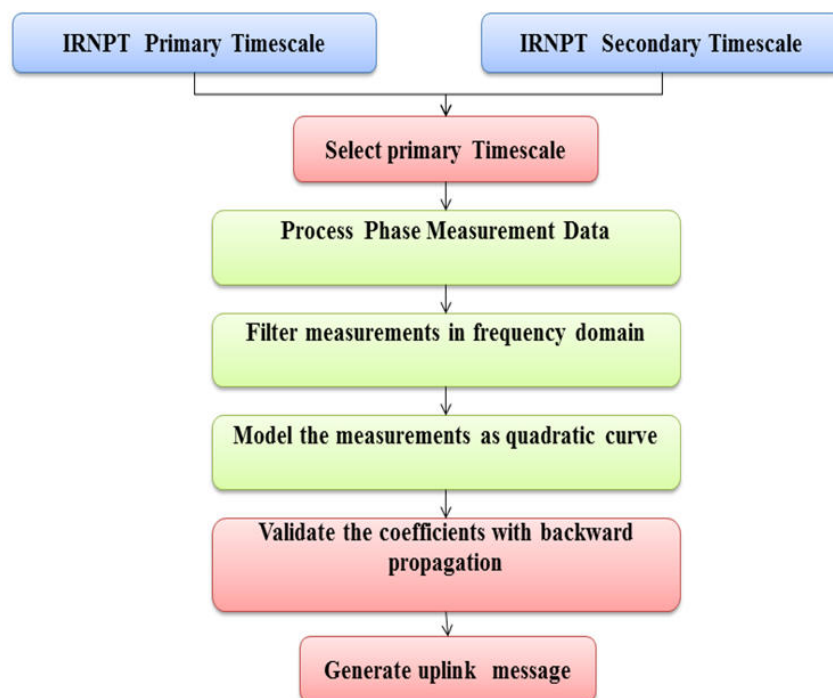 IRNPT Primary Timescale
IRNPT Secondary Timescale
Select primary Timescale
Process Phase Measurement Data
Filter measurements in frequency domain
Model the measurements as quadratic curve
Validate the coefficients with backward
propagation
Generate uplink message